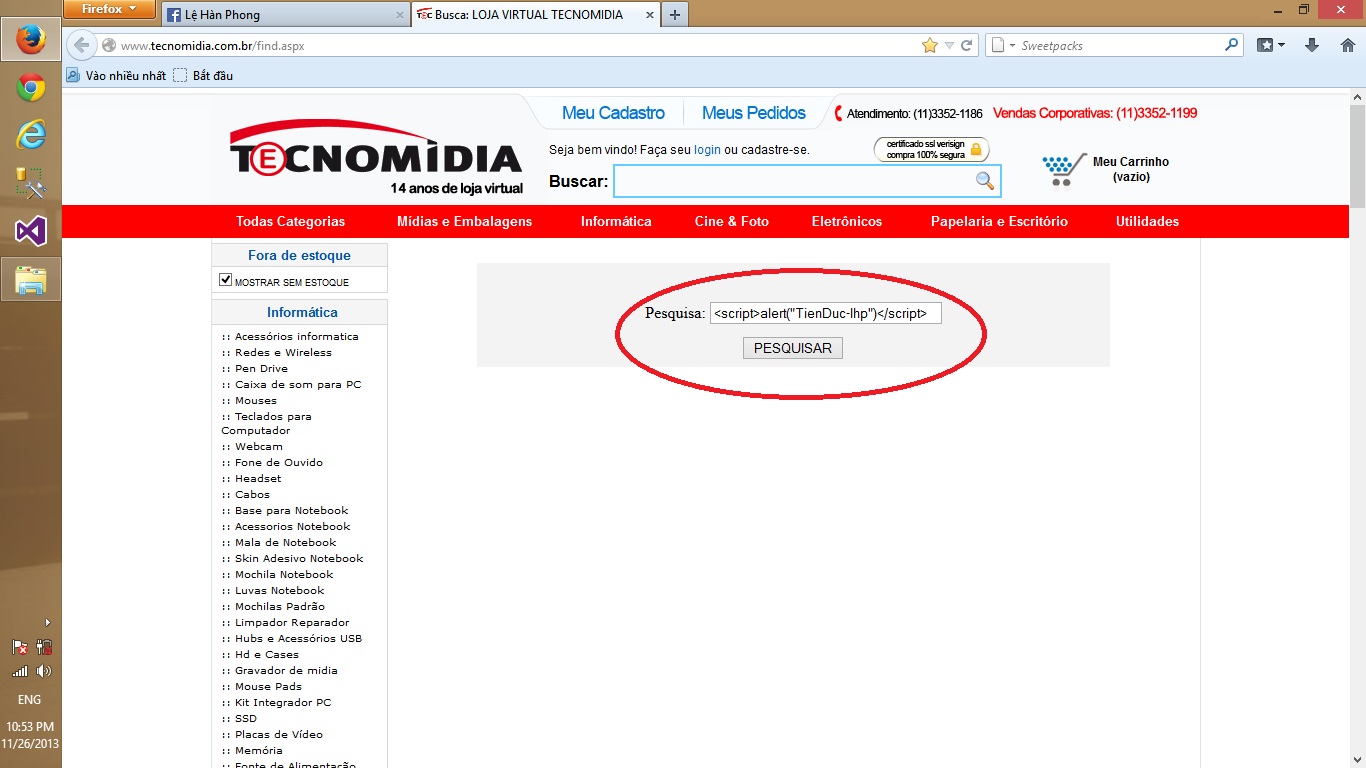 Firefox
Lệ Hàn Phong
TEC Busca: LOJA VIRTUAL TECNOMIDIA
www.tecnomidia.com.br/find.aspx
Sweetpacks
Vào nhiều nhất
Bắt đầu
Meu Cadastro
Meus Pedidos
Atendimento: (11)3352-1186
Vendas Corporativas: (11)3352-1199
TECNOMÌDIA
14 anos de loja virtual
Seja bem vindo! Faça seu login ou cadastre-se.
certificado ssl verisign
compra 100% segura
Buscar:
Meu Carrinho
(vazio)
Todas Categorias
Mídias e Embalagens
Informática
Cine & Foto
Eletrônicos
Papelaria e Escritório
Utilidades
Fora de estoque
MOSTRAR SEM ESTOQUE
Pesquisa: <script>alert("TienDuc-lhp")</script>
PESQUISAR
Informática
:: Acessórios informatica
:: Redes e Wireless
:: Pen Drive
:: Caixa de som para PC
:: Mouses
:: Teclados para
Computador
:: Webcam
:: Fone de Ouvido
:: Headset
:: Cabos
:: Base para Notebook
:: Acessorios Notebook
:: Mala de Notebook
:: Skin Adesivo Notebook
:: Mochila Notebook
:: Luvas Notebook
:: Mochilas Padrão
:: Limpador Reparador
:: Hubs e Acessórios USB
:: Hd e Cases
:: Gravador de midia
:: Mouse Pads
:: Kit Integrador PC
:: SSD
:: Placas de Vídeo
:: Memória
:: Fonte de Alimentação
ENG
10:53 PM
11/26/2013